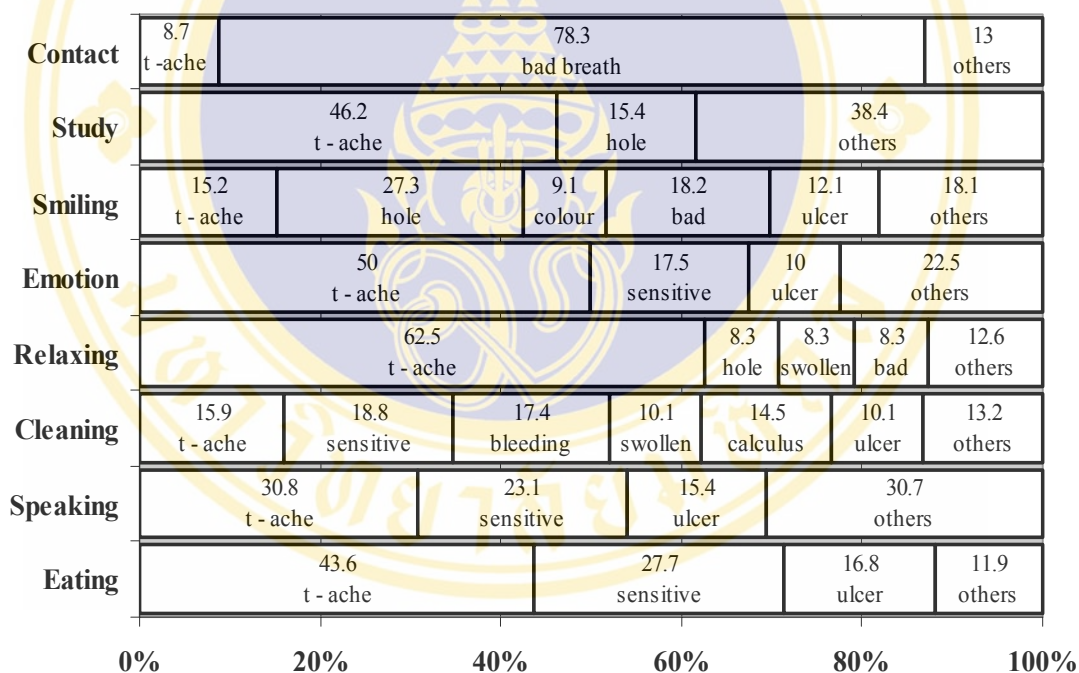 8.7 78.3 13
Contact
t -ache bad breath others
46.2 15.4 38.4
Study
t - ache hole others
15.2 27.3 9.1 18.2 12.1 18.1
Smiling
t - ache hole colour bad ulcer others
50 17.5 10 22.5
Emotion
t - ache sensitive ulcer others
62.5 8.3 8.3 8.3 12.6
Relaxing
t - ache hole swollen bad others
15.9 18.8 17.4 10.1 14.5 10.1 13.2
Cleaning
t - ache sensitive bleeding swollen calculus ulcer others
30.8 23.1 15.4 30.7
Speaking
t - ache sensitive ulcer others
43.6 27.7 16.8 11.9
Eating
t - ache sensitive ulcer others
0% 20% 40% 60% 80% 100%